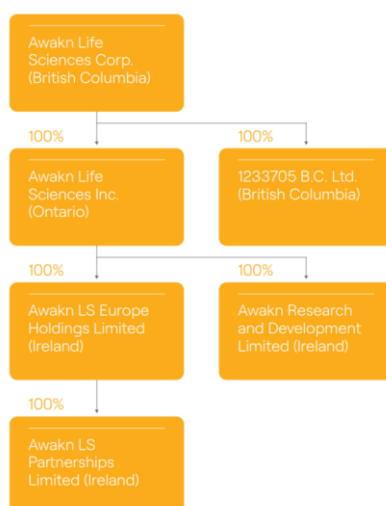 Awakn Life
Sciences Corp.
(British Columbia)
100%
100%
Awakn Life
Sciences Inc.
(Ontario)
1233705 B.C. Ltd.
(British Columbia)
100%
100%
Awakn LS Europe
Holdings Limited
(Ireland)
Awakn Research
and Development
Limited (Ireland)
100%
Awakn LS
Partnerships
Limited (Ireland)